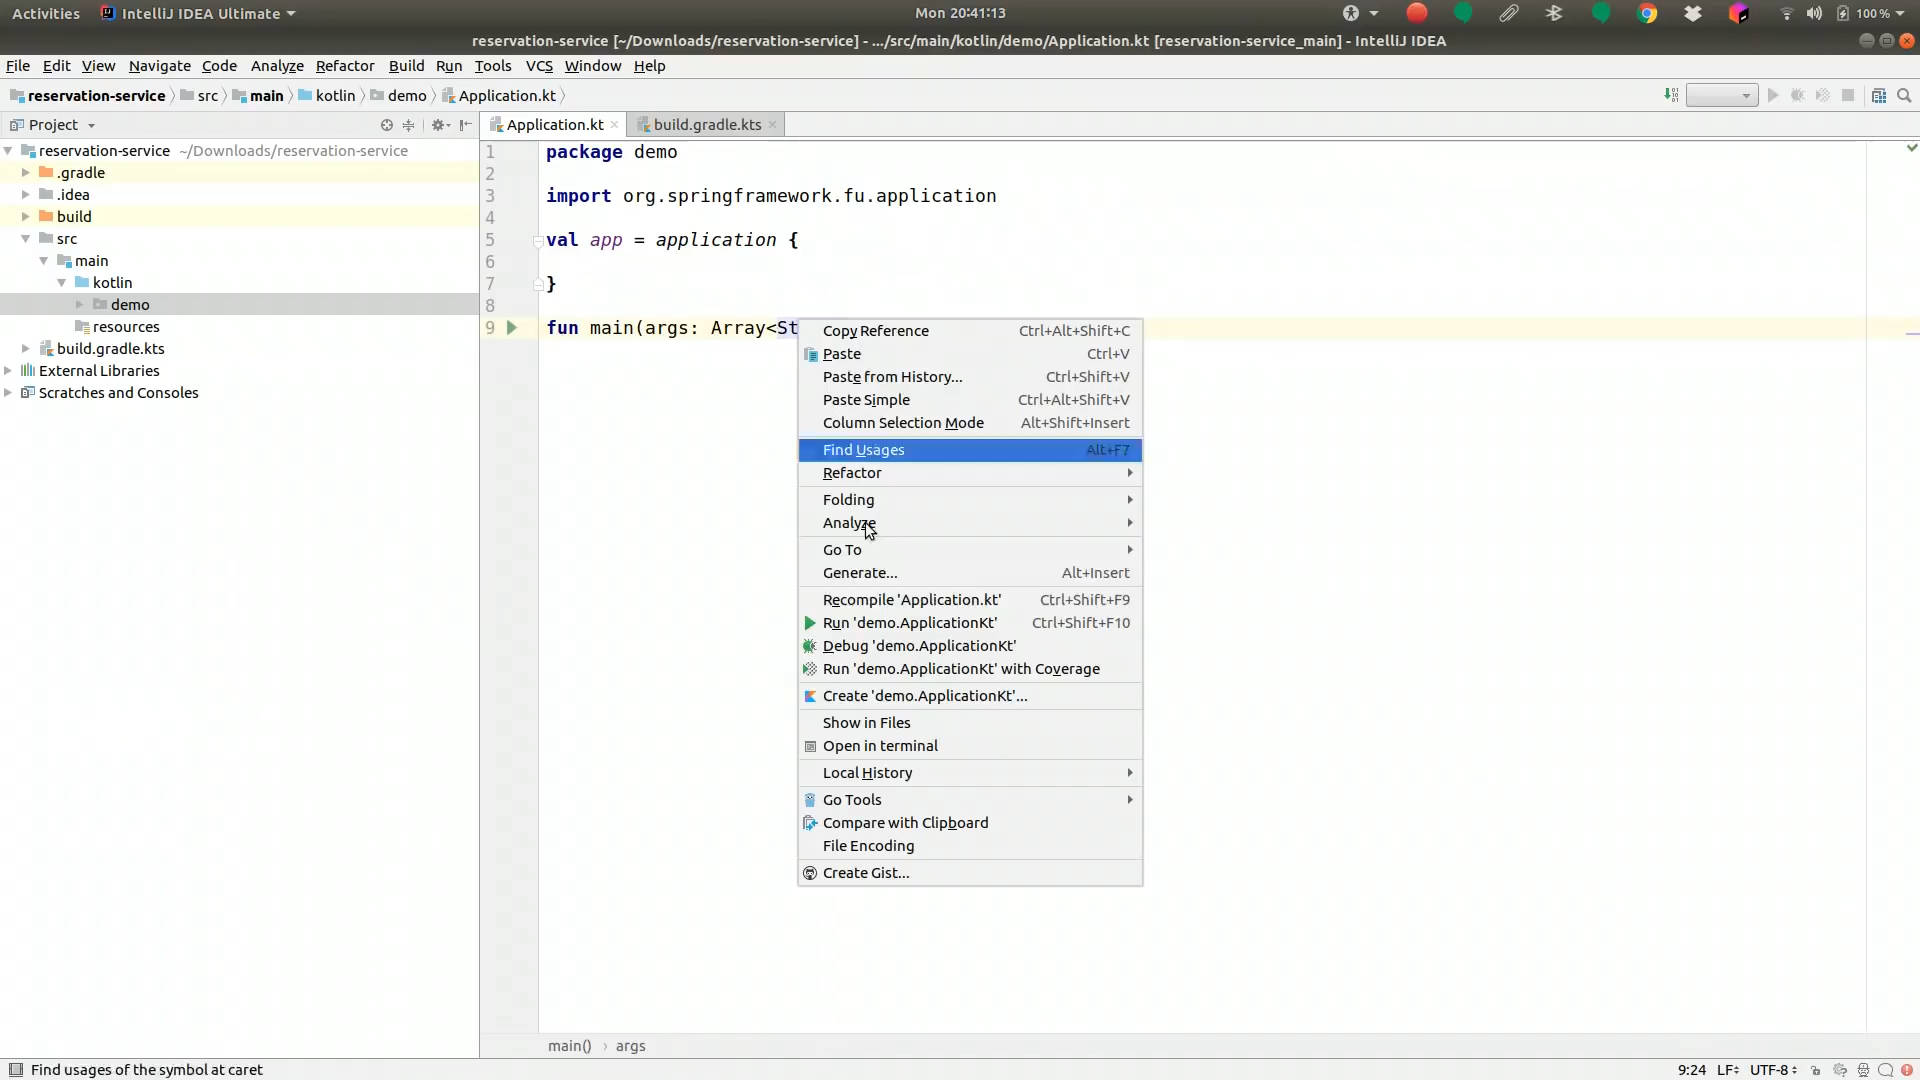 Activities IntelliJ IDEA Ultimate Mon 20:41:13 100 %
reservation-service [~/Downloads/reservation-service] - .../src/main/kotlin/demo/Application.kt [reservation-service_main] - IntelliJ IDEA
File Edit View Navigate Code Analyze Refactor Build Run Tools VCS Window Help
reservation-service src main kotlin demo Application.kt
Project
Application.kt build.gradle.kts
reservation-service ~/Downloads/reservation-service
.gradle
.idea
build
src
main
kotlin
demo
resources
build.gradle.kts
External Libraries
Scratches and Consoles
1 package demo
2
3 import org.springframework.fu.application
4
5 val app = application {
6
7 }
8
9 fun main(args: Array<St
Copy Reference Ctrl+Alt+Shift+C
Paste Ctrl+V
Paste from History... Ctrl+Shift+V
Paste Simple Ctrl+Alt+Shift+V
Column Selection Mode Alt+Shift+Insert
Find Usages Alt+F7
Refactor
Folding
Analyze
Go To
Generate... Alt+Insert
Recompile 'Application.kt' Ctrl+Shift+F9
Run 'demo.ApplicationKt' Ctrl+Shift+F10
Debug 'demo.ApplicationKt'
Run 'demo.ApplicationKt' with Coverage
Create 'demo.ApplicationKt'...
Show in Files
Open in terminal
Local History
Go Tools
Compare with Clipboard
File Encoding
Create Gist...
main() › args
Find usages of the symbol at caret 9:24 LF UTF-8